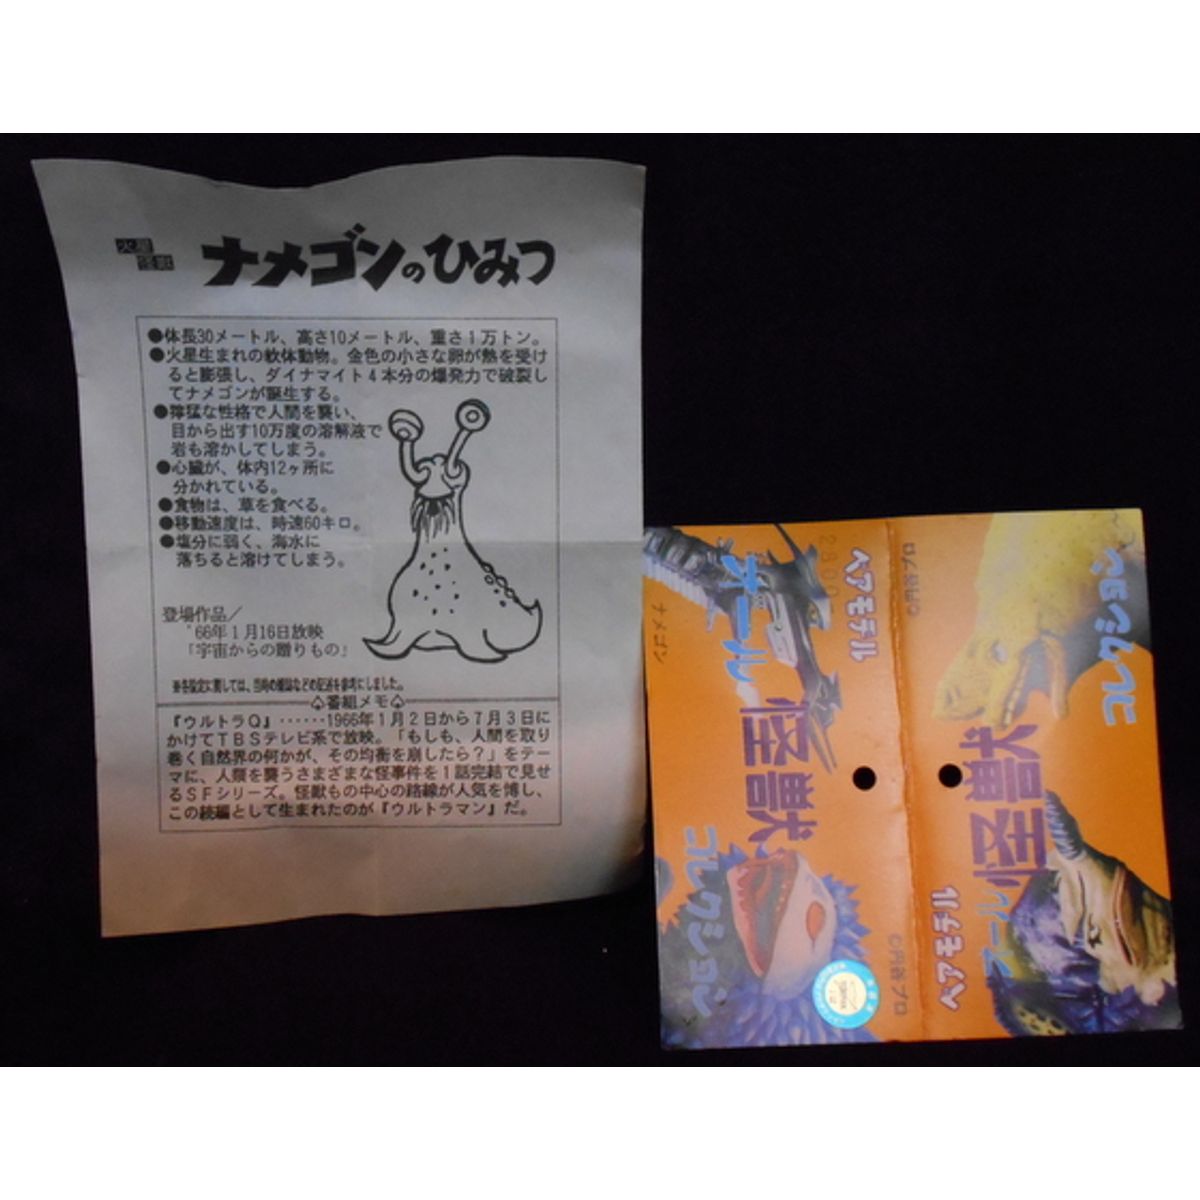 火星
怪獣
ナメゴンのひみつ
●体長30メートル、高さ10メートル、重さ1万トン。
●火星生まれの軟体動物。金色の小さな卵が熱を受け
ると膨張し、ダイナマイト4本分の爆発力で破裂し
てナメゴンが誕生する。
●獰猛な性格で人間を襲い、
目から出す10万度の溶解液で
岩も溶かしてしまう。
●心臓が、体内12ヶ所に
分かれている。
●食物は、草を食べる。
●移動速度は、時速60キロ。
●塩分に弱く、海水に
落ちると溶けてしまう。
登場作品/
'66年1月16日放映
「宇宙からの贈りもの」
♤番組メモ♤
『ウルトラQ』……1966年1月2日から7月3日に
かけてTBSテレビ系で放映。「もしも、人間を取り
巻く自然界の何かが、その均衡を崩したら?」をテー
マに、人類を襲うさまざまな怪事件を1話完結で見せ
るSFシリーズ。怪獣もの中心の路線が人気を博し、
この続編として生まれたのが『ウルトラマン』だ。
ナメゴン
オール
怪獣
コレクション
ベアモデル
©円谷プロ
オール
怪獣
コレクション
ベアモデル
©円谷プロ